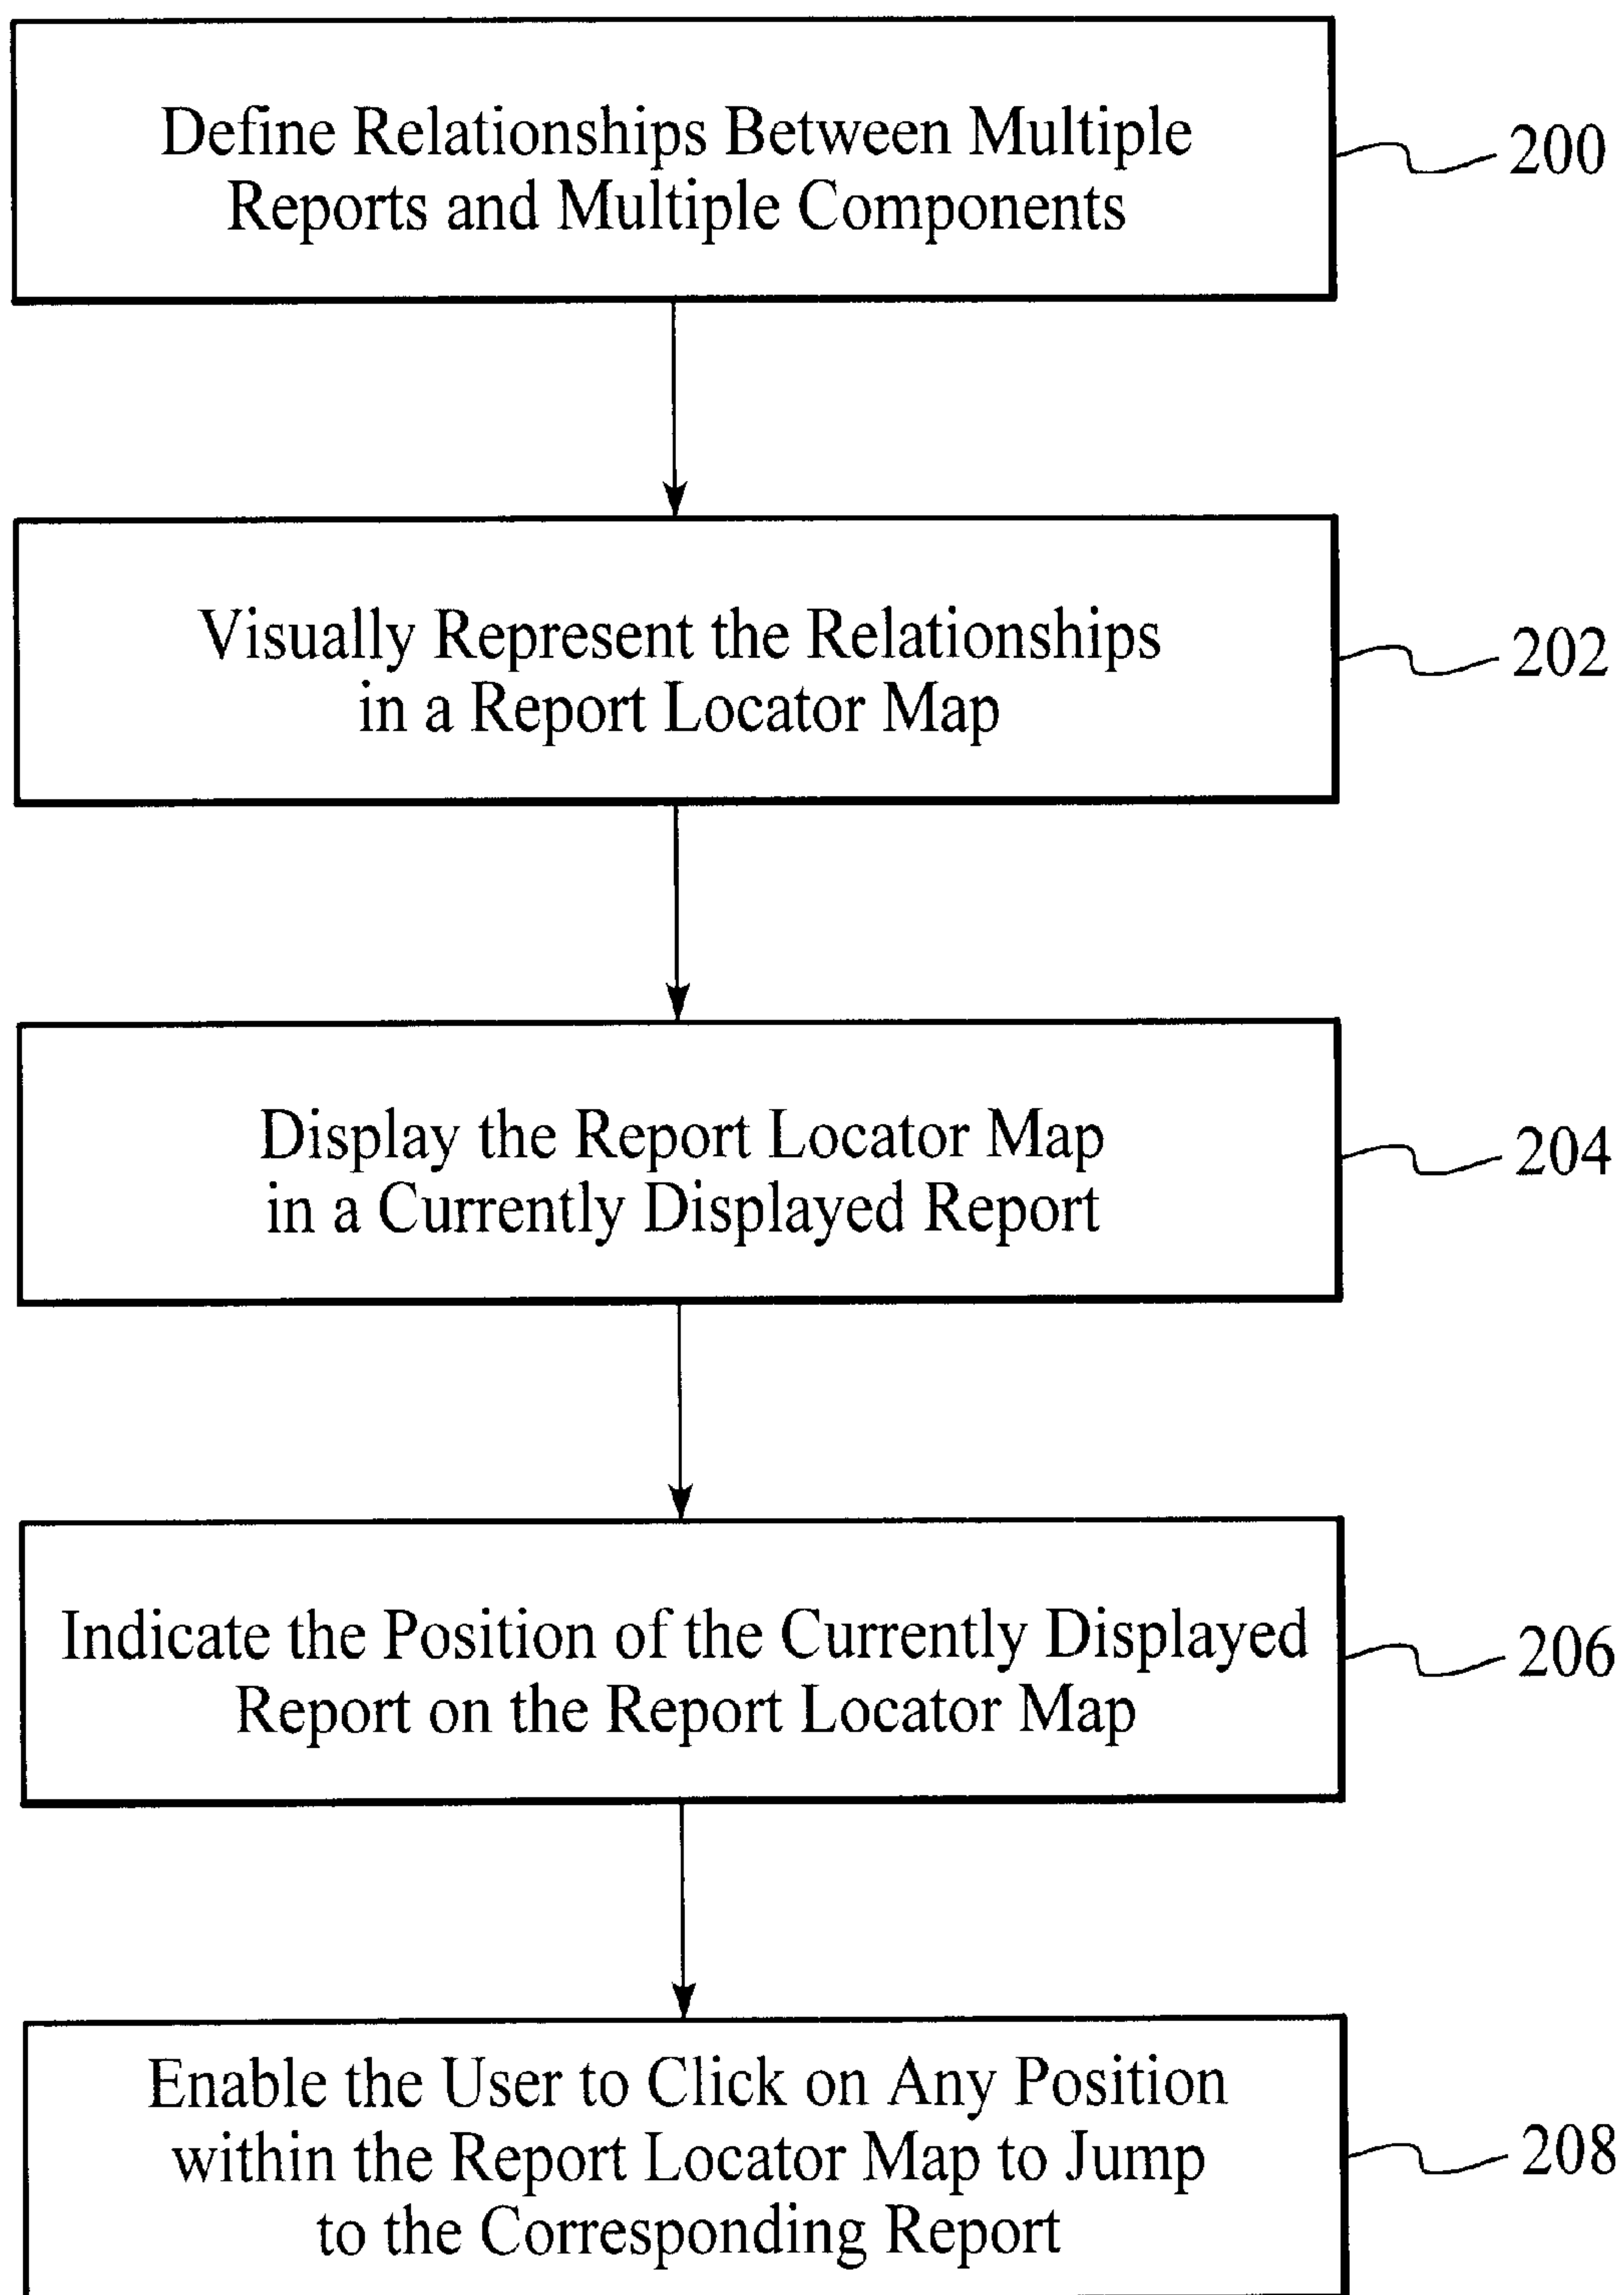 Define Relationships Between Multiple
Reports and Multiple Components
200
Visually Represent the Relationships
in a Report Locator Map
202
Display the Report Locator Map
in a Currently Displayed Report
204
Indicate the Position of the Currently Displayed
Report on the Report Locator Map
206
Enable the User to Click on Any Position
within the Report Locator Map to Jump
to the Corresponding Report
208